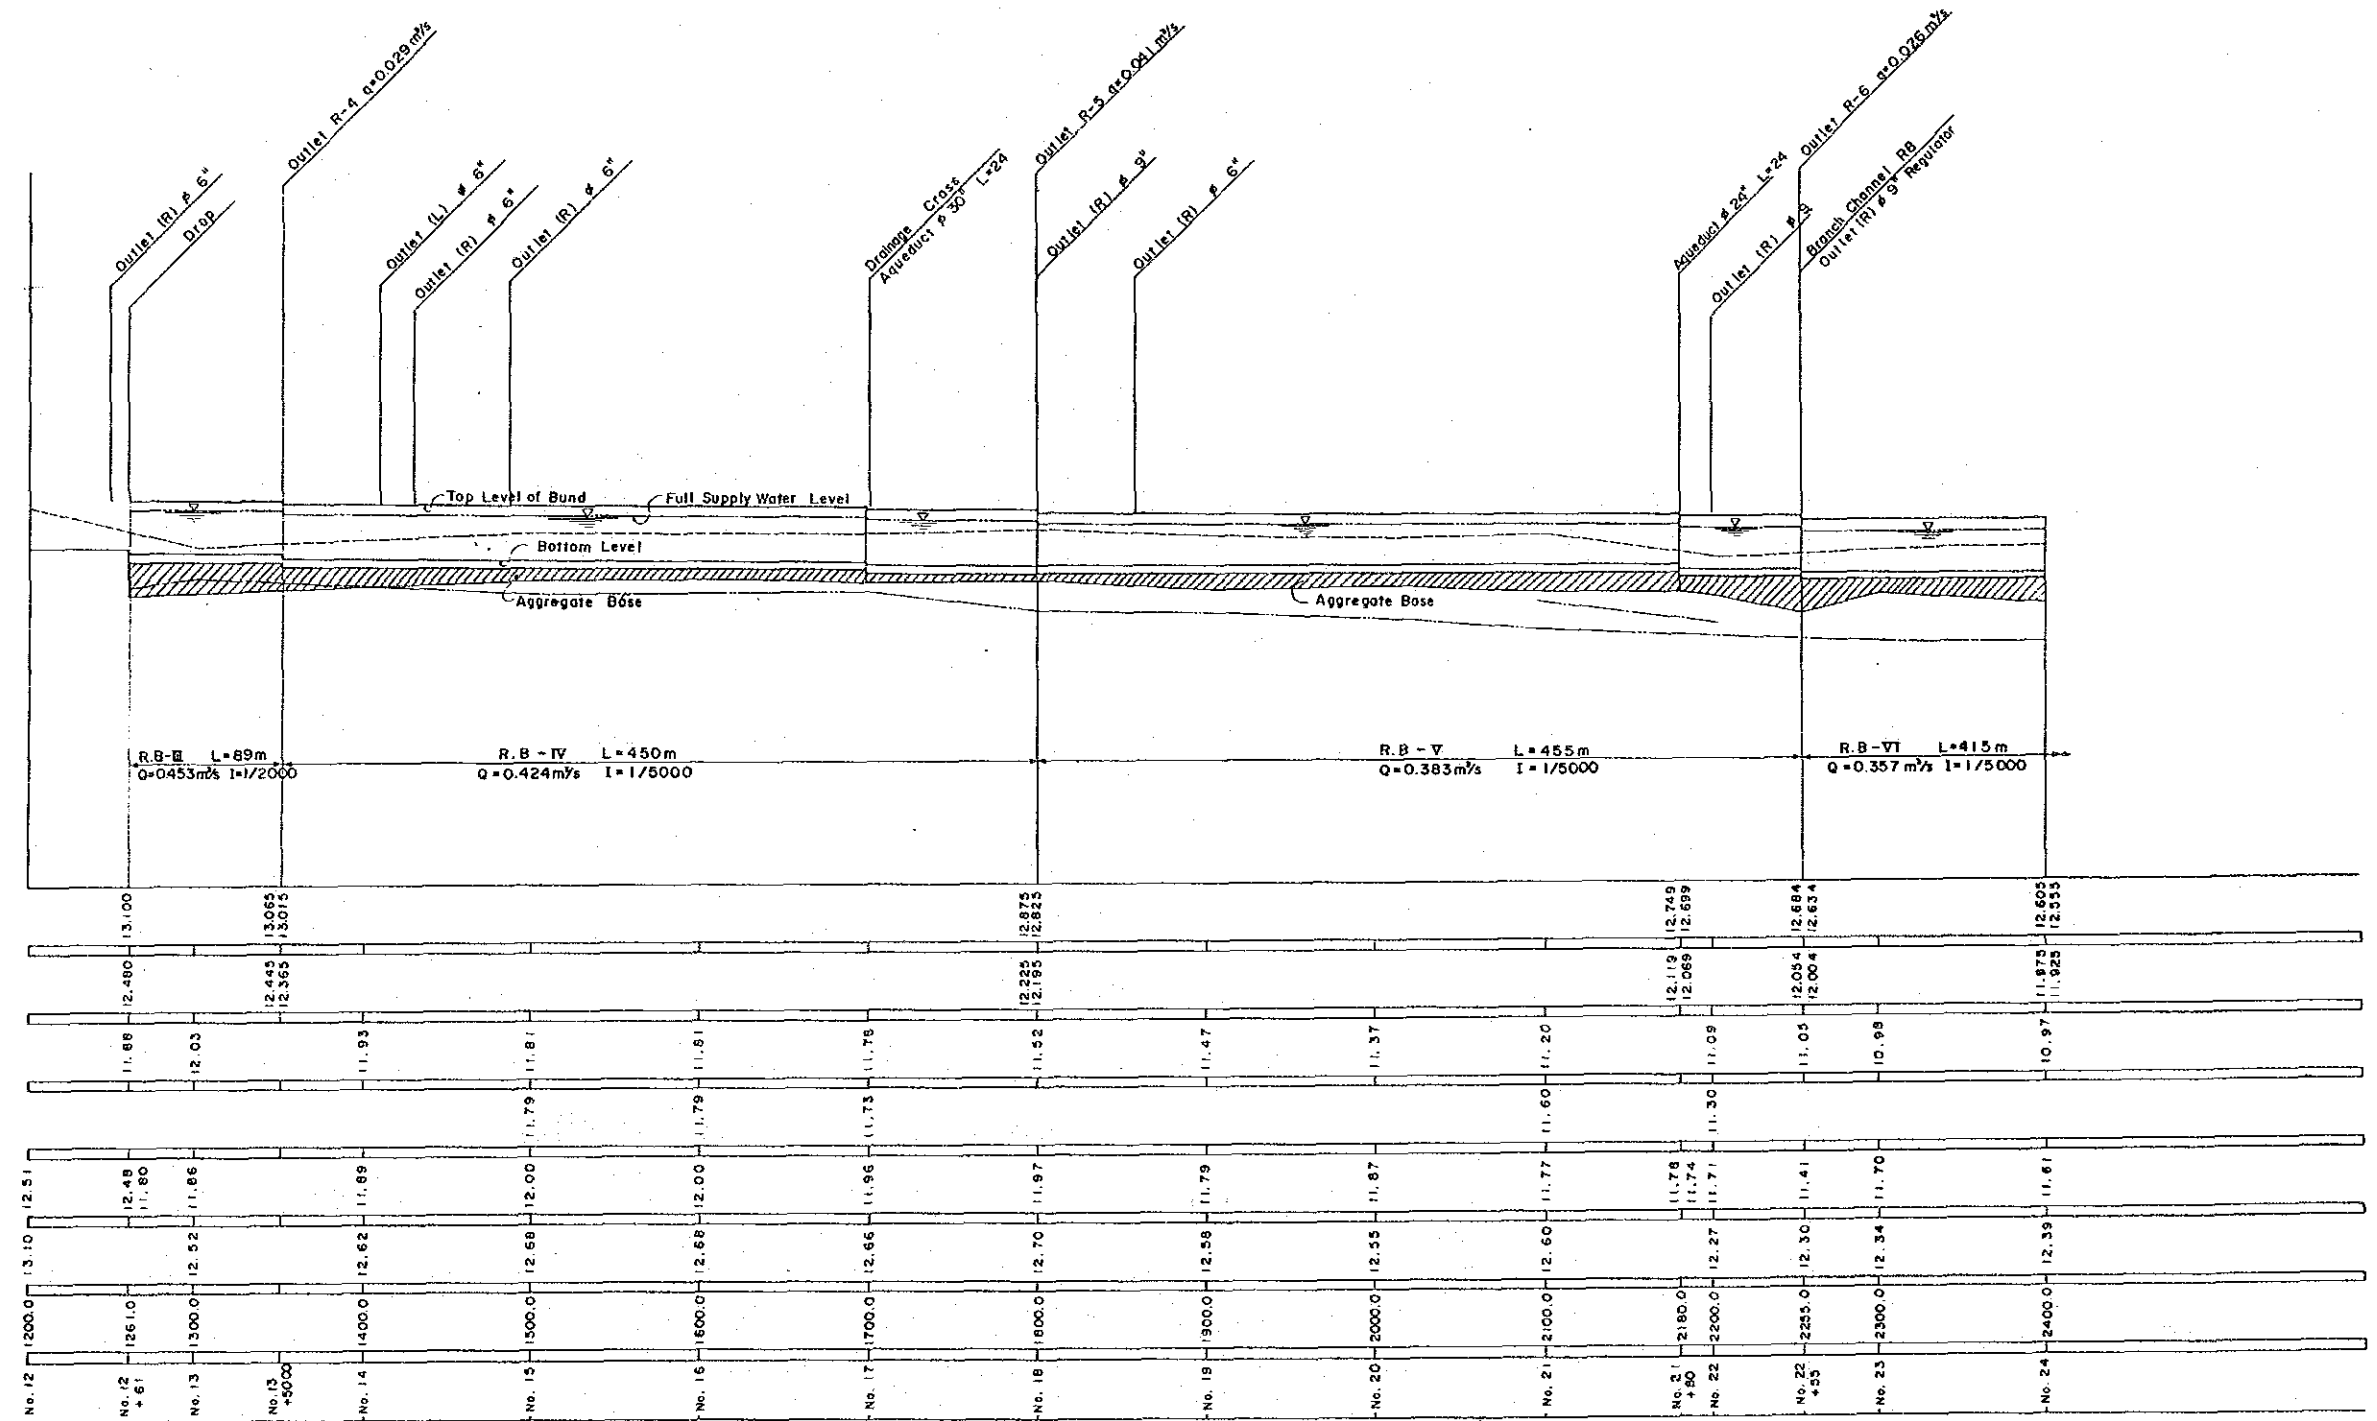 Outlet (R) ø 6"
Drop
Outlet R-4 q=0.029m³/s
Outlet (L) ø 6"
Outlet (R) ø 6"
Outlet (R) ø 6"
Drainage Cross
Aqueduct ø 30" L=24
Outlet R-5 q=0.041m³/s
Outlet (R) ø 9"
Outlet (R) ø 6"
Aqueduct ø 24" L=24
Outlet (R) ø 9
Outlet R-6 q=0.026m³/s
Branch Channel RB
Outlet (R) ø 9" Regulator
Top Level of Bund
Full Supply Water Level
Bottom Level
Aggregate Base
Aggregate Base
R.B-III L=89m
Q=0.453m³/s I=1/2000
R.B-IV L=450m
Q=0.424m³/s I=1/5000
R.B-V L=455m
Q=0.383m³/s I=1/5000
R.B-VI L=415m
Q=0.357m³/s I=1/5000
13.100
13.065
13.015
12.875
12.825
12.749
12.699
12.684
12.634
12.605
12.555
12.480
12.445
12.365
12.225
12.195
12.119
12.069
12.054
12.004
11.975
11.925
11.88
12.03
11.93
11.81
11.81
11.78
11.52
11.47
11.37
11.20
11.09
11.05
10.98
10.97
11.79
11.79
11.73
11.60
11.30
12.51
12.48
11.80
11.86
11.89
12.00
12.00
11.96
11.97
11.79
11.87
11.77
11.78
11.74
11.71
11.41
11.70
11.61
13.10
12.52
12.62
12.68
12.68
12.66
12.70
12.58
12.55
12.60
12.27
12.30
12.34
12.39
1200.0
1261.0
1300.0
1400.0
1500.0
1600.0
1700.0
1800.0
1900.0
2000.0
2100.0
2180.0
2200.0
2255.0
2300.0
2400.0
No. 12
No. 12
+ 61
No. 13
No. 13
+50.00
No. 14
No. 15
No. 16
No. 17
No. 18
No. 19
No. 20
No. 21
No. 21
+80
No. 22
No. 22
+55
No. 23
No. 24